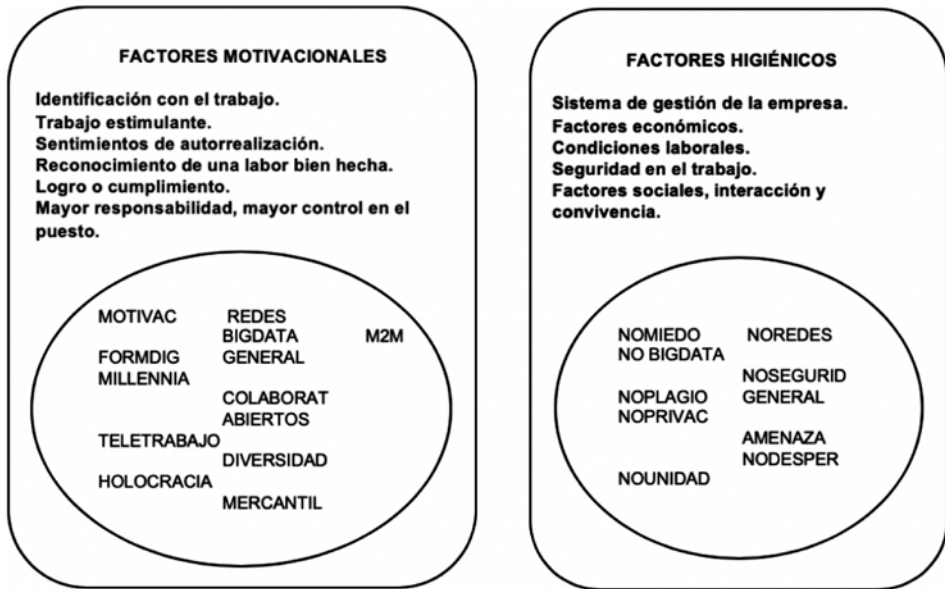 FACTORES MOTIVACIONALES
Identificación con el trabajo.
Trabajo estimulante.
Sentimientos de autorrealización.
Reconocimiento de una labor bien hecha.
Logro o cumplimiento.
Mayor responsabilidad, mayor control en el
puesto.
MOTIVAC REDES
BIGDATA M2M
FORMDIG GENERAL
MILLENNIA
COLABORAT
ABIERTOS
TELETRABAJO
DIVERSIDAD
HOLOCRACIA
MERCANTIL
FACTORES HIGIÉNICOS
Sistema de gestión de la empresa.
Factores económicos.
Condiciones laborales.
Seguridad en el trabajo.
Factores sociales, interacción y
convivencia.
NOMIEDO NOREDES
NO BIGDATA
NOSEGURID
NOPLAGIO GENERAL
NOPRIVAC
AMENAZA
NODESPER
NOUNIDAD